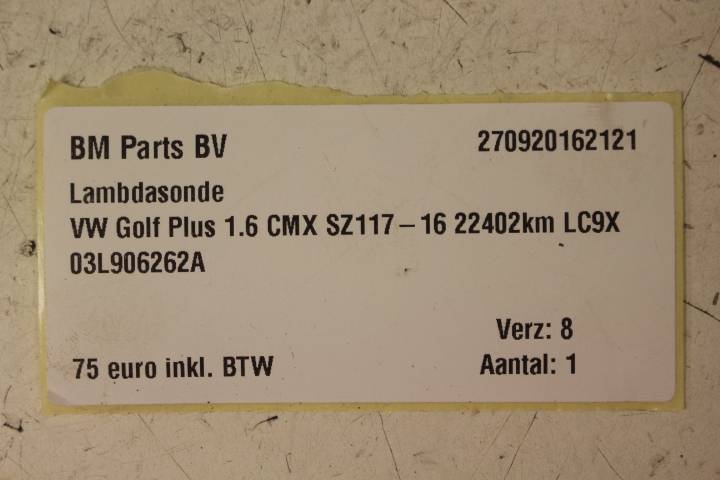 BM Parts BV 270920162121
Lambdasonde
VW Golf Plus 1.6 CMX SZ117-16 22402km LC9X
03L906262A
Verz: 8
75 euro inkl. BTW Aantal: 1